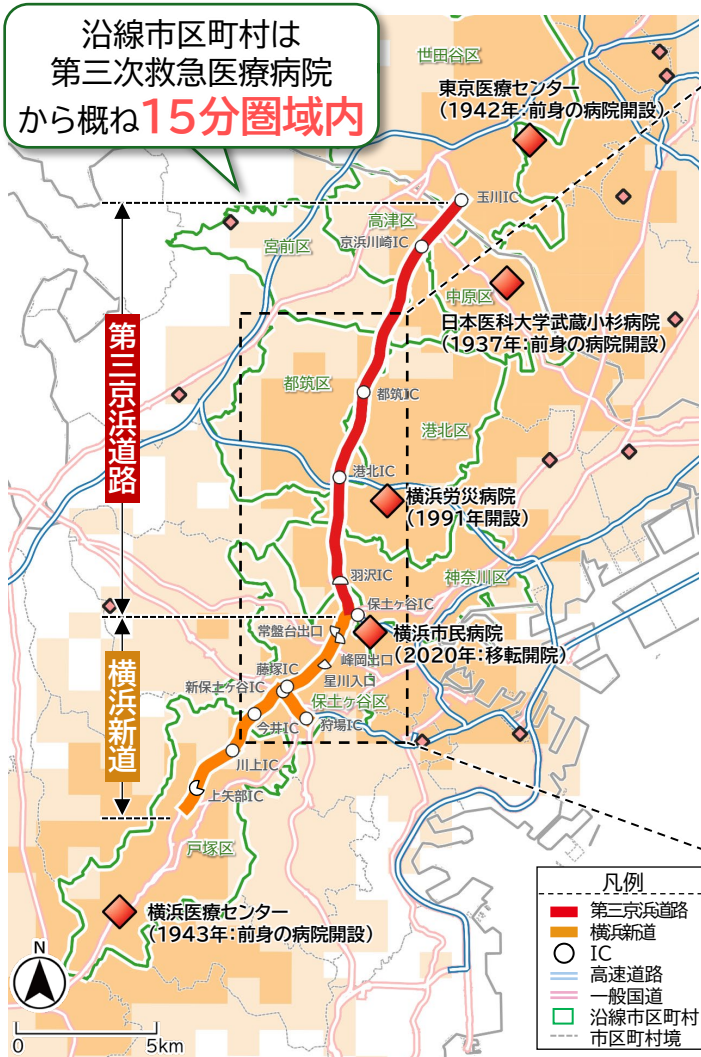 沿線市区町村は
第三次救急医療病院
から概ね15分圏域内
世田谷区
東京医療センター
(1942年：前身の病院開設)
玉川IC
高津区
京浜川崎IC
宮前区
中原区
日本医科大学武蔵小杉病院
(1937年：前身の病院開設)
第三京浜道路
都筑区
都筑IC
港北区
港北IC
横浜労災病院
(1991年開設)
羽沢IC
神奈川区
保土ヶ谷IC
常盤台出口
横浜市民病院
(2020年：移転開院)
峰岡出口
藤塚IC
星川入口
新保土ヶ谷IC
保土ヶ谷区
横浜新道
今井IC
狩場IC
川上IC
上矢部IC
戸塚区
横浜医療センター
(1943年：前身の病院開設)
N
0 5km
凡例
第三京浜道路
横浜新道
IC
高速道路
一般国道
沿線市区町村
市区町村境